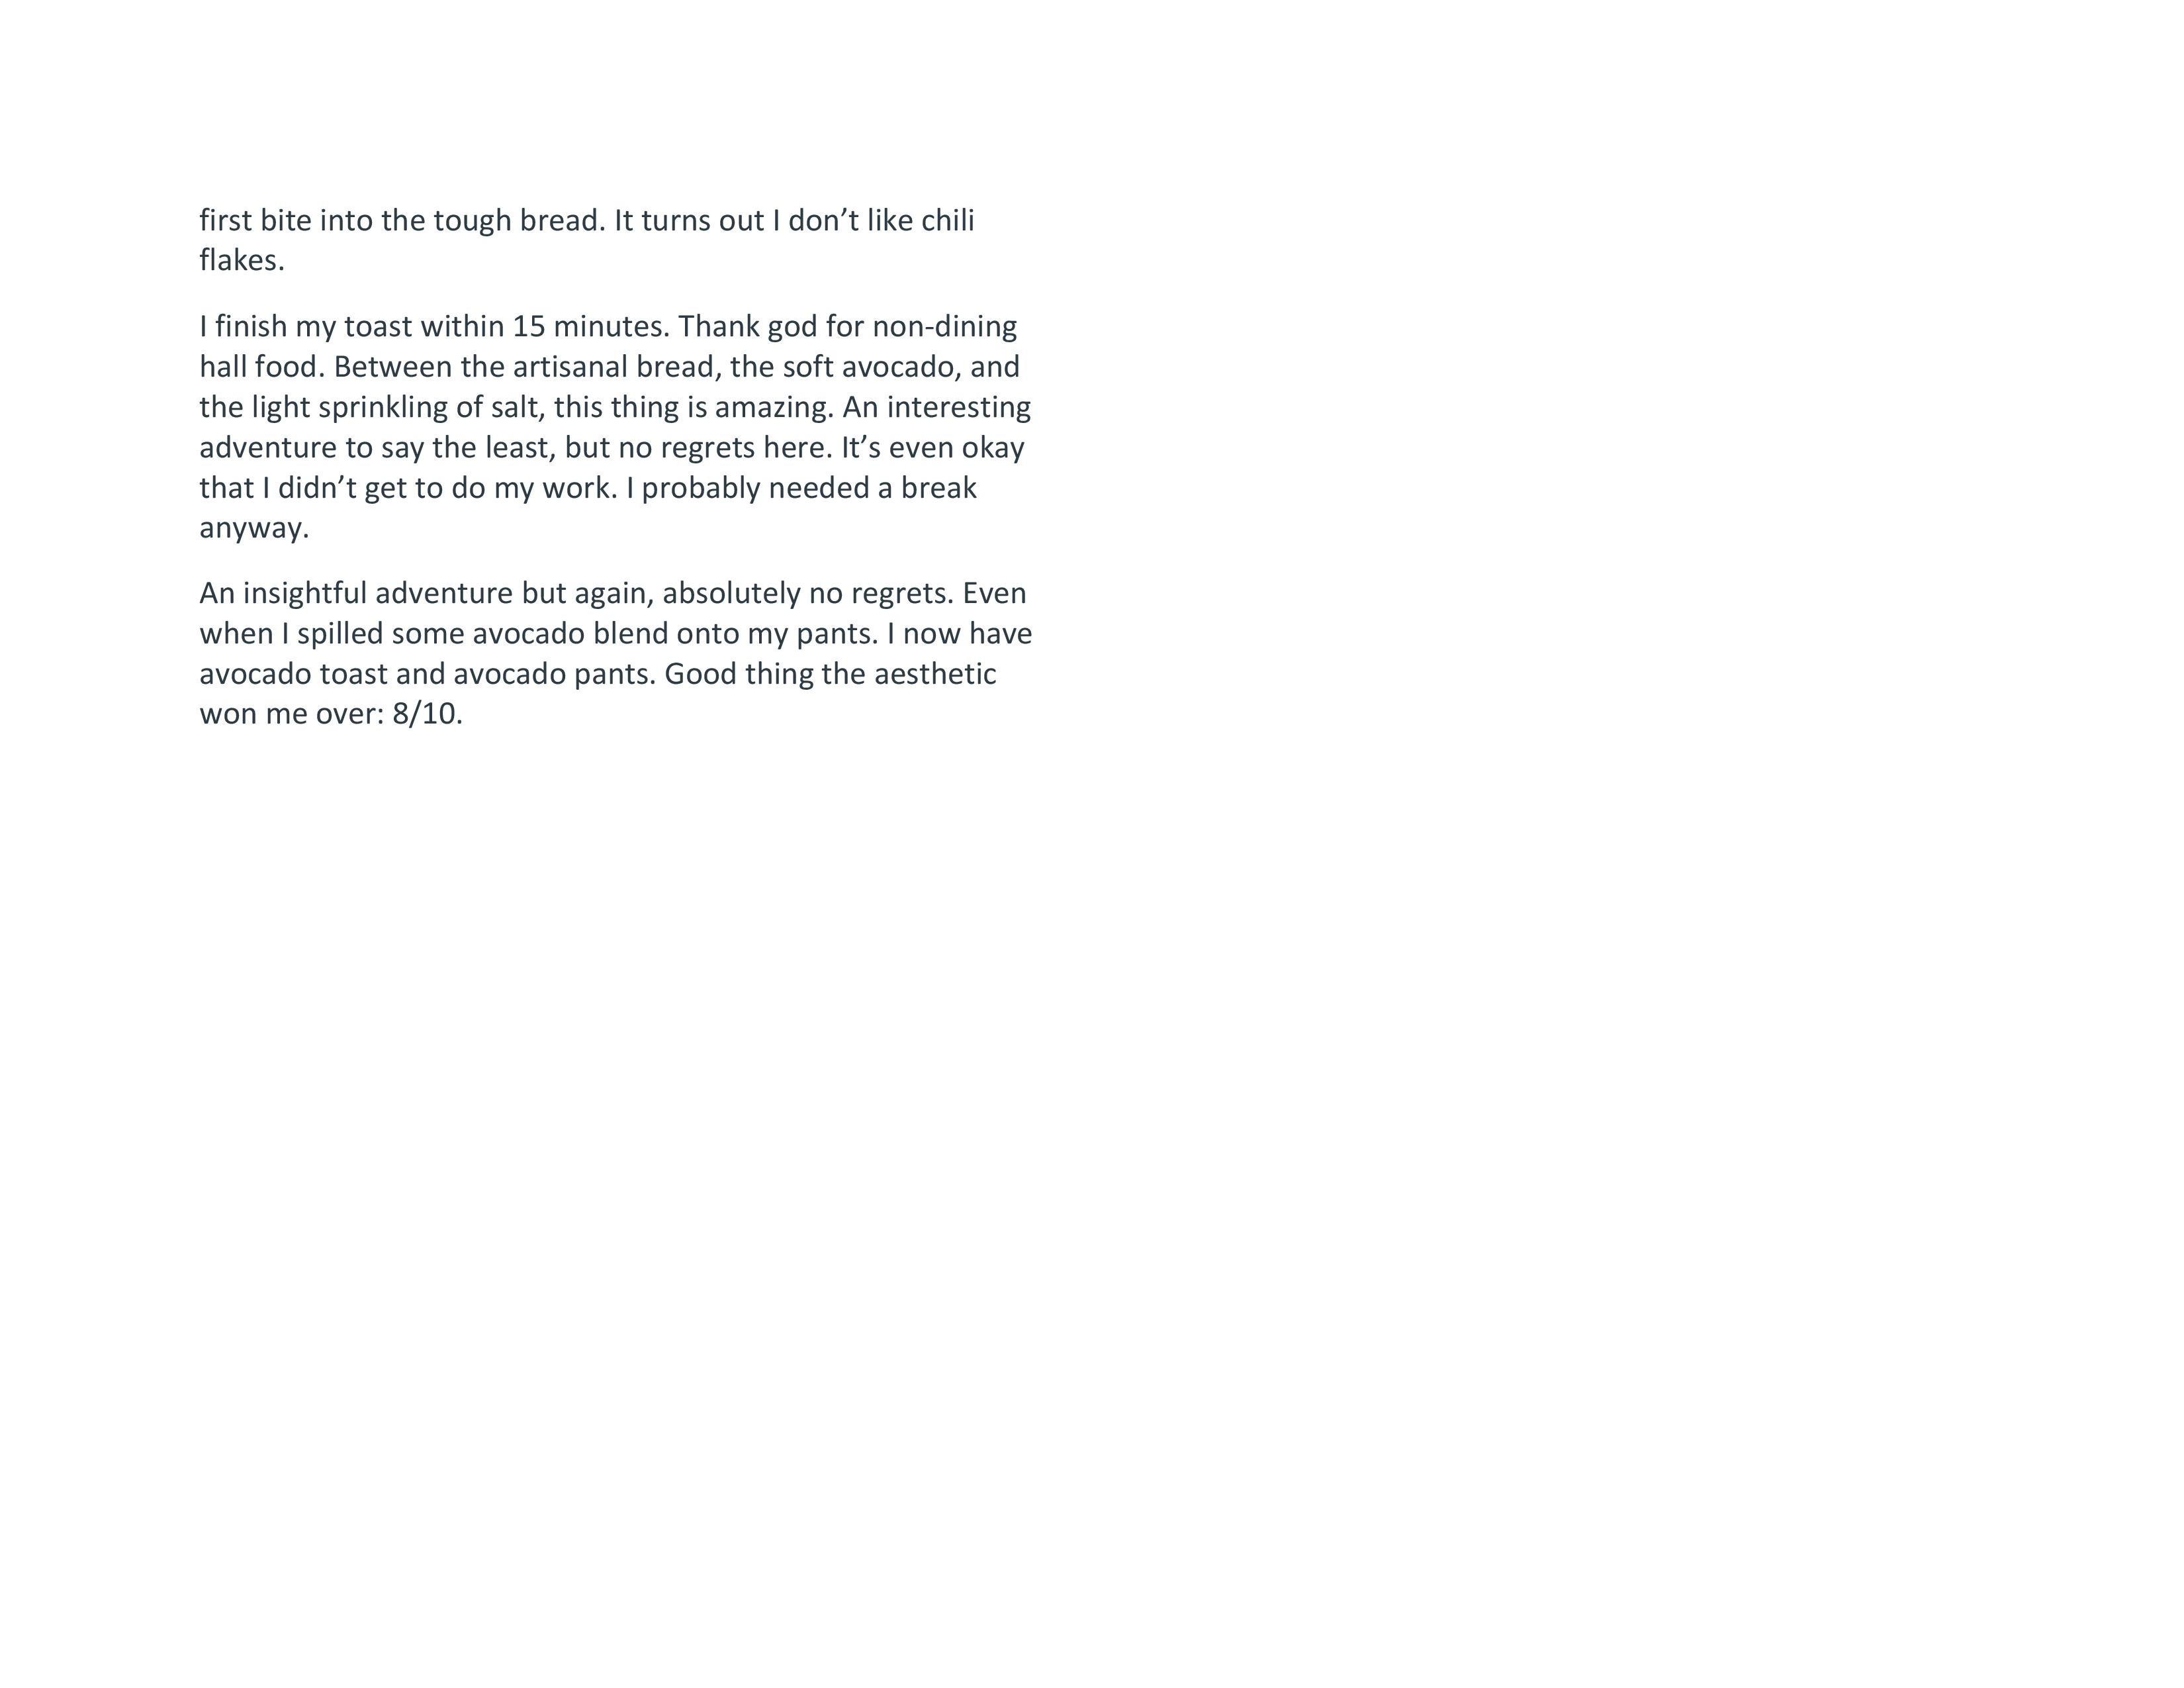 first bite into the tough bread. It turns out I don’t like chili
flakes.
I finish my toast within 15 minutes. Thank god for non-dining
hall food. Between the artisanal bread, the soft avocado, and
the light sprinkling of salt, this thing is amazing. An interesting
adventure to say the least, but no regrets here. It’s even okay
that I didn’t get to do my work. I probably needed a break
anyway.
An insightful adventure but again, absolutely no regrets. Even
when I spilled some avocado blend onto my pants. I now have
avocado toast and avocado pants. Good thing the aesthetic
won me over: 8/10.